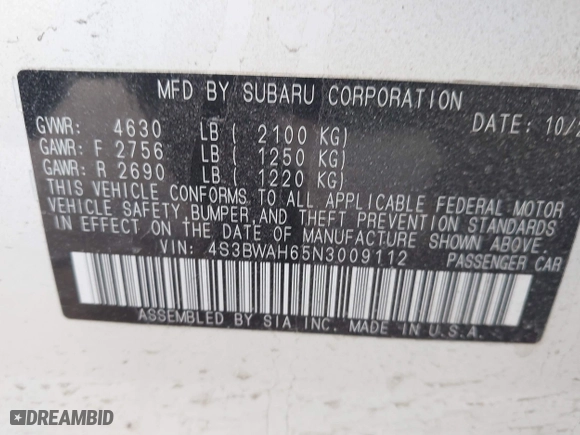 MFD BY SUBARU CORPORATION
GVWR: 4630 LB ( 2100 KG) DATE: 10/
GAWR: F 2756 LB ( 1250 KG)
GAWR: R 2690 LB ( 1220 KG)
THIS VEHICLE CONFORMS TO ALL APPLICABLE FEDERAL MOTOR
VEHICLE SAFETY, BUMPER, AND THEFT PREVENTION STANDARDS
IN EFFECT ON THE DATE OF MANUFACTURE SHOWN ABOVE.
VIN: 4S3BWAH65N3009112 PASSENGER CAR
ASSEMBLED BY SIA INC. MADE IN U.S.A.
DREAMBID